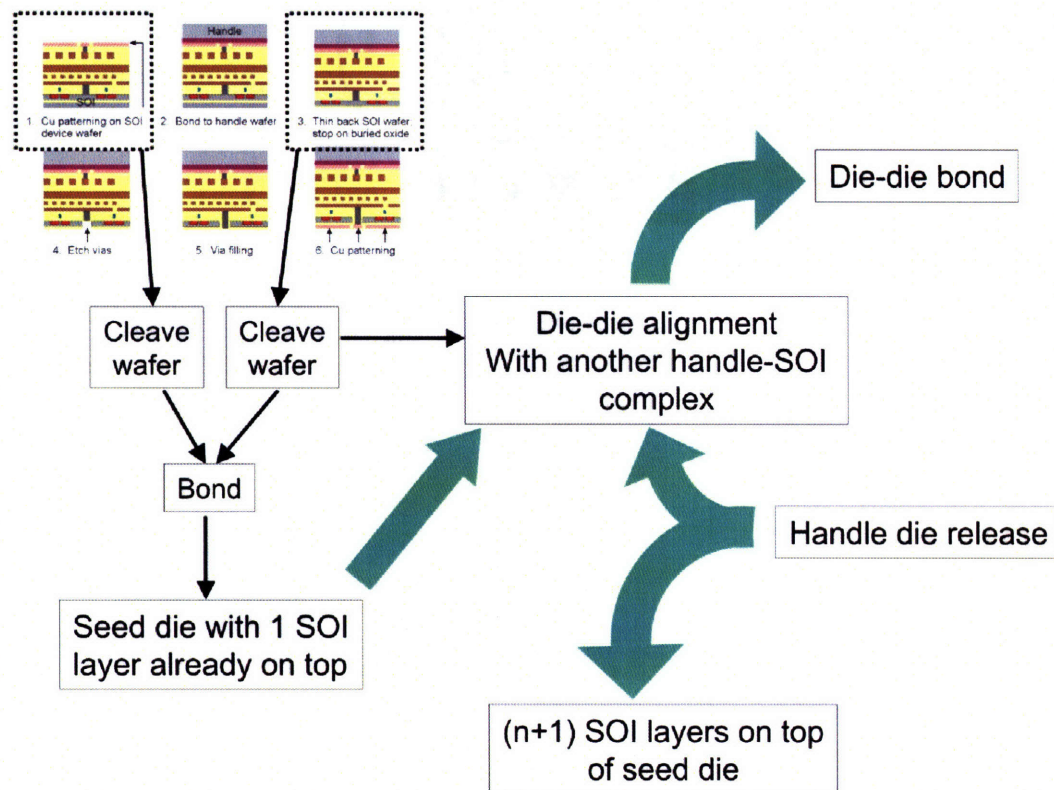 Handle
SOI
1. Cu patterning on SOI
device wafer
2. Bond to handle wafer
3. Thin back SOI wafer,
stop on buried oxide
4. Etch vias
5. Via filling
6. Cu patterning
Cleave
wafer
Cleave
wafer
Bond
Seed die with 1 SOI
layer already on top
Die-die alignment
With another handle-SOI
complex
Die-die bond
Handle die release
(n+1) SOI layers on top
of seed die